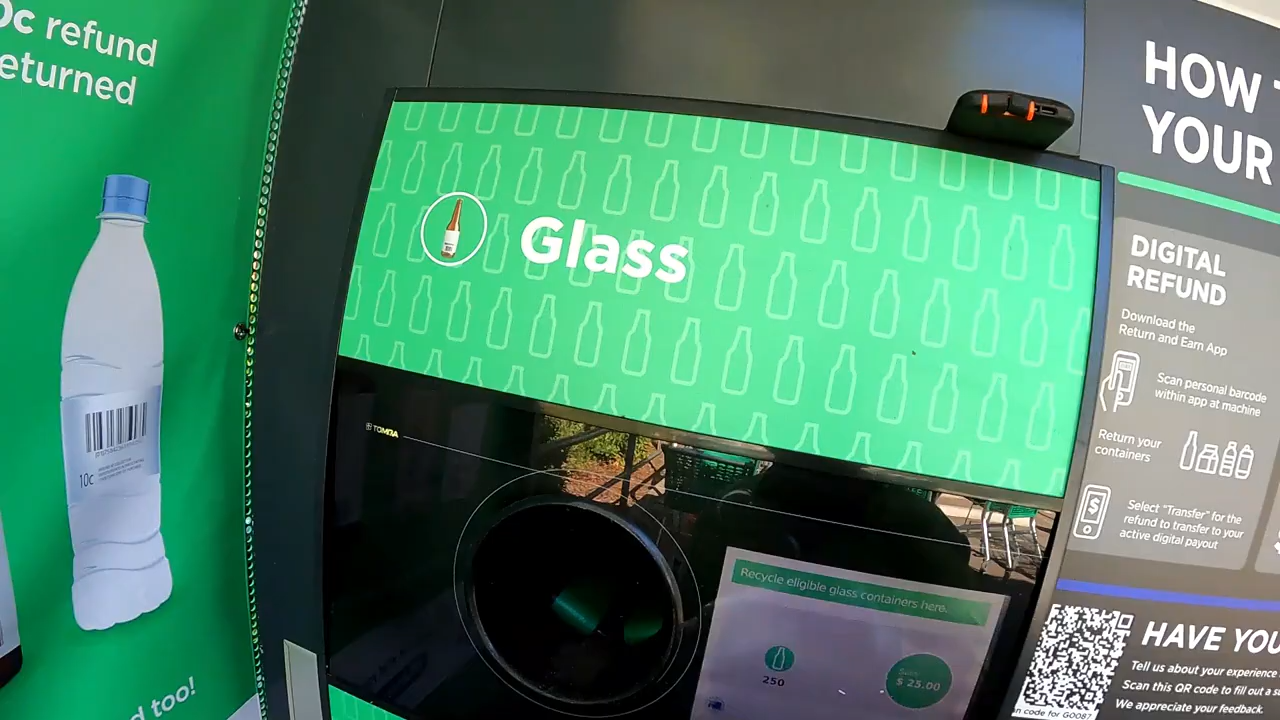 0c refund
eturned
10c
d too!
Glass
TOMRA
Recycle eligible glass containers here.
250
$ 25.00
HOW
YOUR
DIGITAL
REFUND
Download the
Return and Earn App
Scan personal barcode
within app at machine
Return your
containers
Select "Transfer" for the
refund to transfer to your
active digital payout
HAVE YOU
Tell us about your experience
Scan this QR code to fill out a
We appreciate your feedback.
n code for G0087